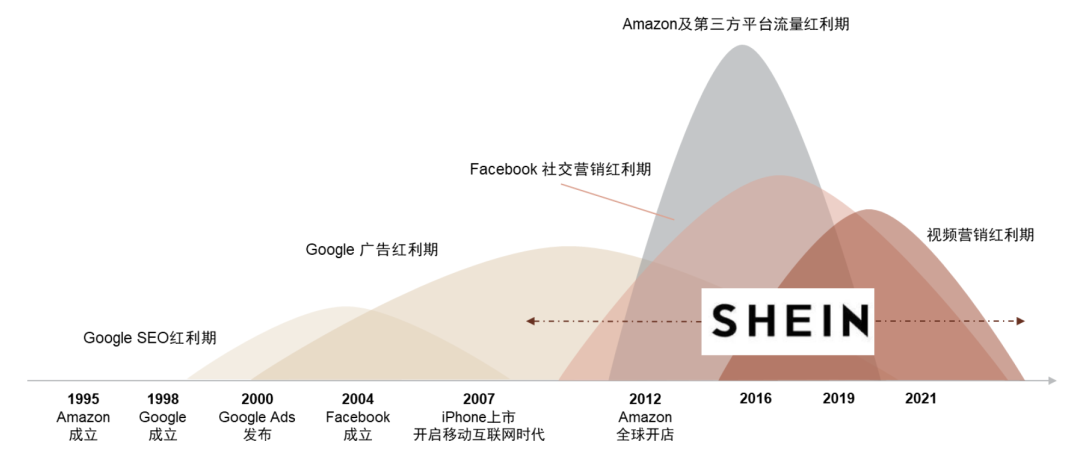 Amazon及第三方平台流量红利期
Facebook 社交营销红利期
Google 广告红利期
视频营销红利期
Google SEO红利期
SHEIN
1995
Amazon
成立
1998
Google
成立
2000
Google Ads
发布
2004
Facebook
成立
2007
iPhone上市
开启移动互联网时代
2012
Amazon
全球开店
2016
2019
2021